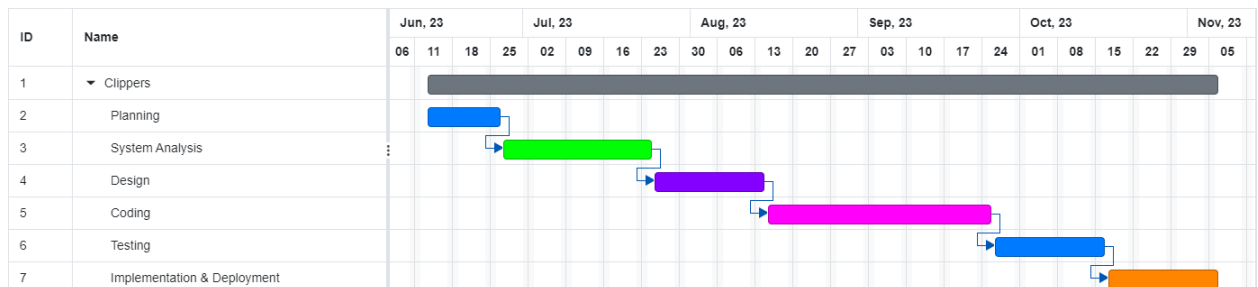 Jun, 23 Jul, 23 Aug, 23 Sep, 23 Oct, 23 Nov, 23
ID Name
06 11 18 25 02 09 16 23 30 06 13 20 27 03 10 17 24 01 08 15 22 29 05
1 Clippers
2 Planning
3 System Analysis
4 Design
5 Coding
6 Testing
7 Implementation & Deployment